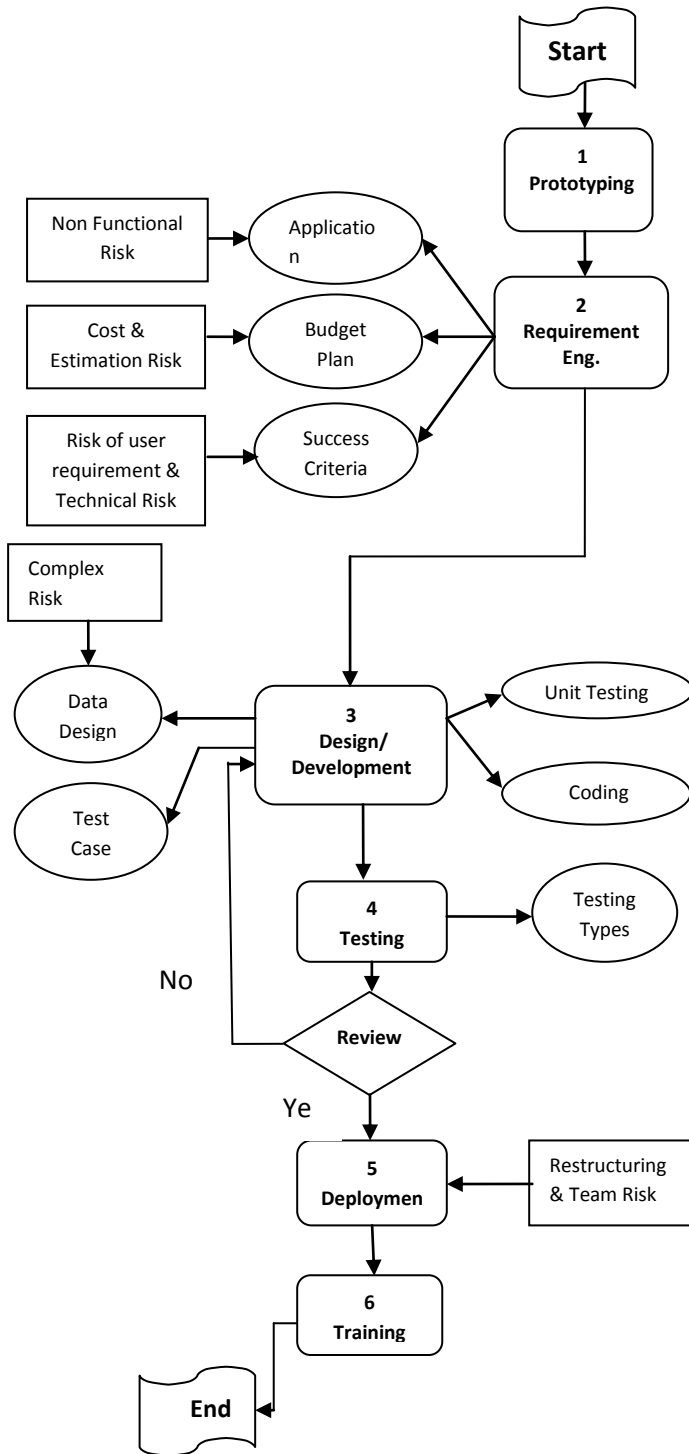 Start
1
Prototyping
Non Functional
Risk
Applicatio
n
2
Requirement
Eng.
Cost &
Estimation Risk
Budget
Plan
Risk of user
requirement &
Technical Risk
Success
Criteria
Complex
Risk
Data
Design
3
Design/
Development
Unit Testing
Test
Case
Coding
4
Testing
Testing
Types
No
Review
Ye
5
Deploymen
Restructuring
& Team Risk
6
Training
End